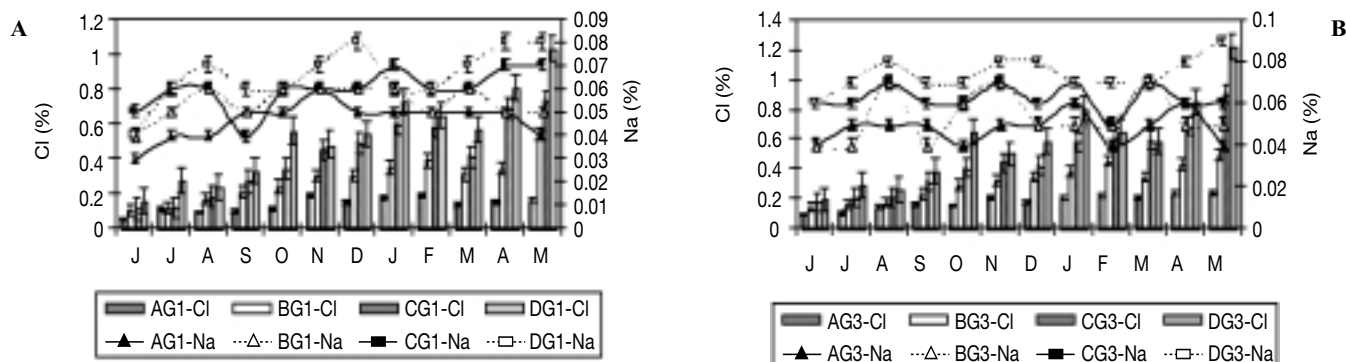 A
B
Cl (%)
1.2
1
0.8
0.6
0.4
0.2
0
Na (%)
0.09
0.08
0.07
0.06
0.05
0.04
0.03
0.02
0.01
0
J J A S O N D J F M A M
AG1-Cl BG1-Cl CG1-Cl DG1-Cl
AG1-Na BG1-Na CG1-Na DG1-Na
Cl (%)
1.4
1.2
1
0.8
0.6
0.4
0.2
0
Na (%)
0.1
0.08
0.06
0.04
0.02
0
J J A S O N D J F M A M
AG3-Cl BG3-Cl CG3-Cl DG3-Cl
AG3-Na BG3-Na CG3-Na DG3-Na